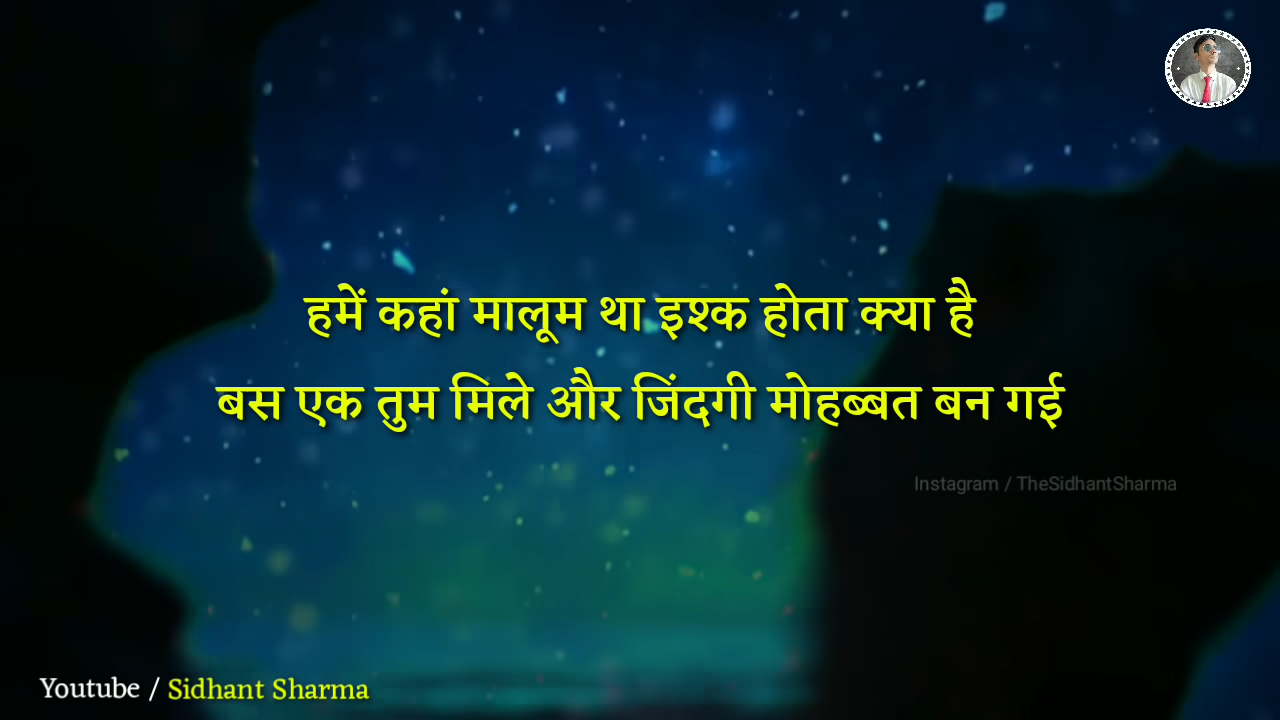 हमें कहां मालूम था इश्क होता क्या है
बस एक तुम मिले और जिंदगी मोहब्बत बन गई
Instagram / TheSidhantSharma
Youtube / Sidhant Sharma